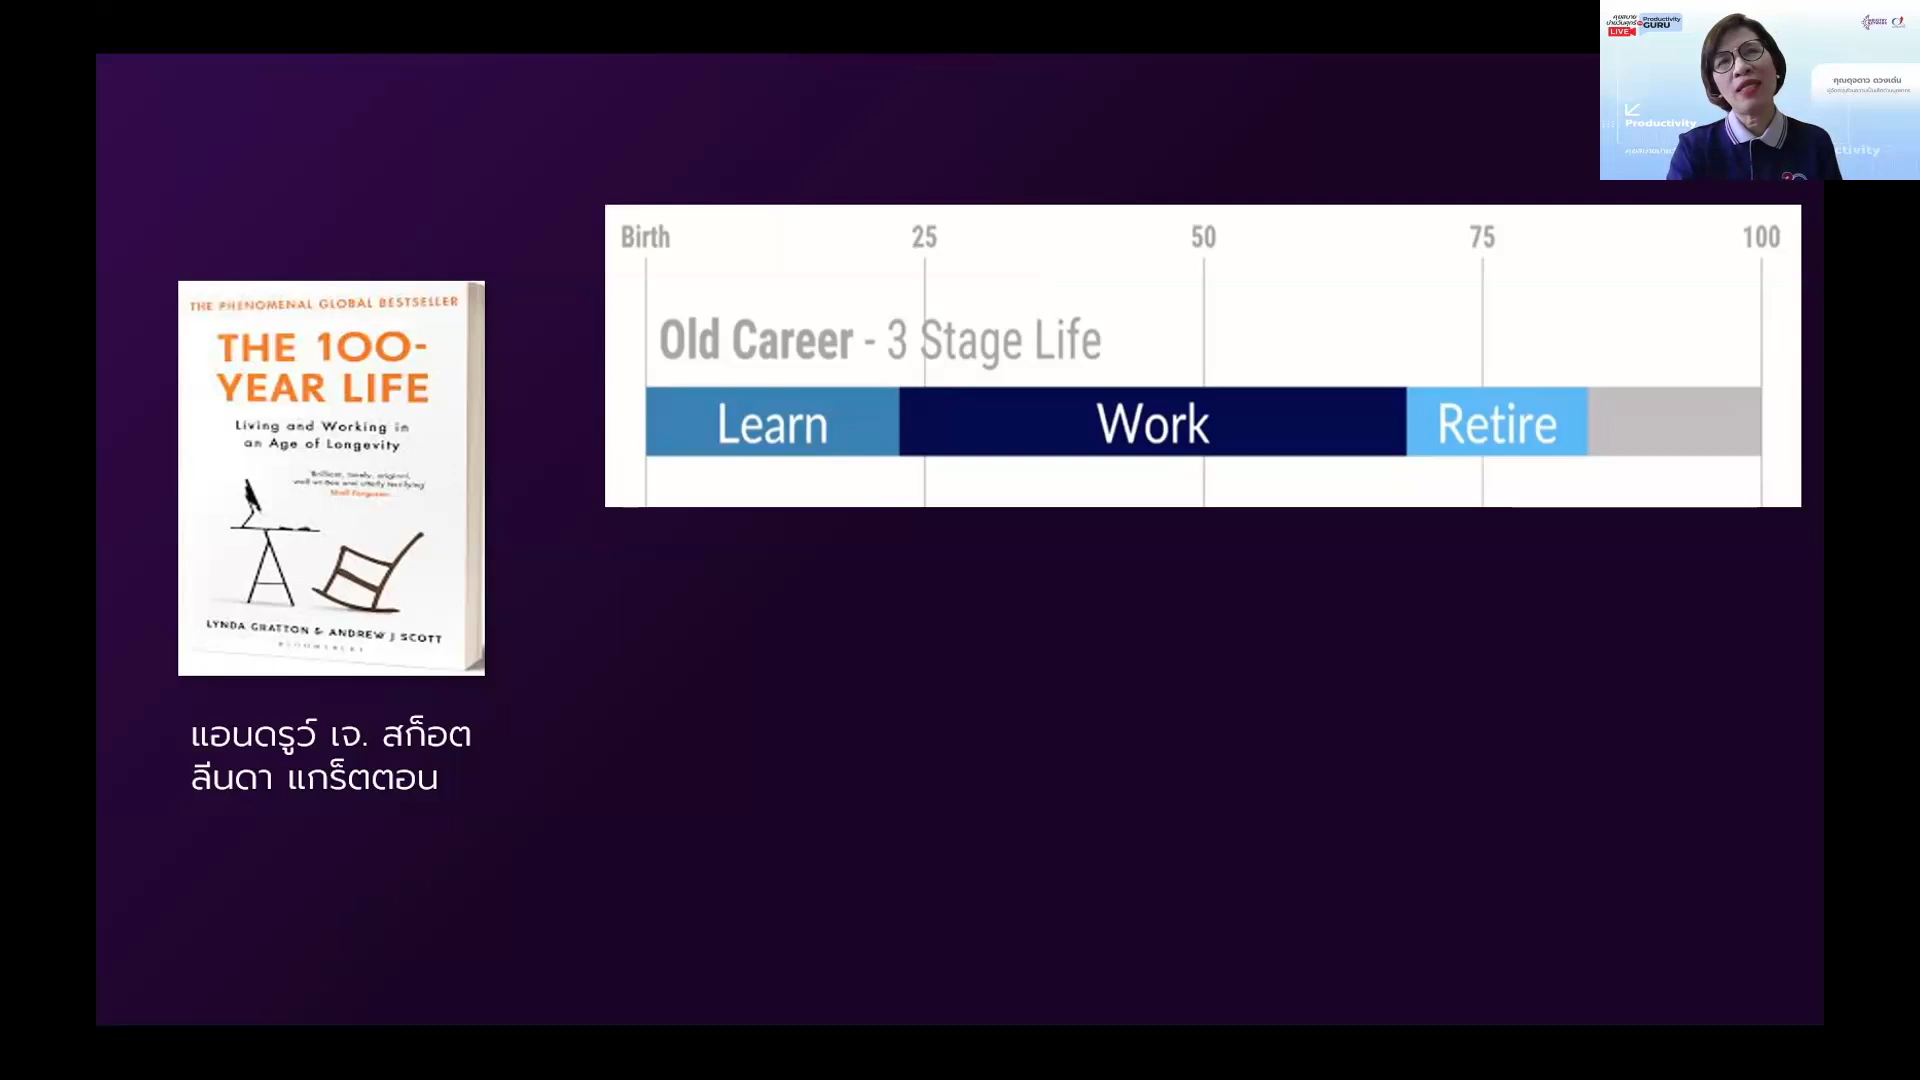 Productivity
GURU
LIVE
Productivity
Birth 25 50 75 100
Old Career - 3 Stage Life
Learn Work Retire
THE PHENOMENAL GLOBAL BESTSELLER
THE 100-
YEAR LIFE
Living and Working in
an Age of Longevity
LYNDA GRATTON & ANDREW J SCOTT
BLOOMSBURY
แอนดรูว์ เจ. สก็อต
ลีนดา แกร็ตตอน